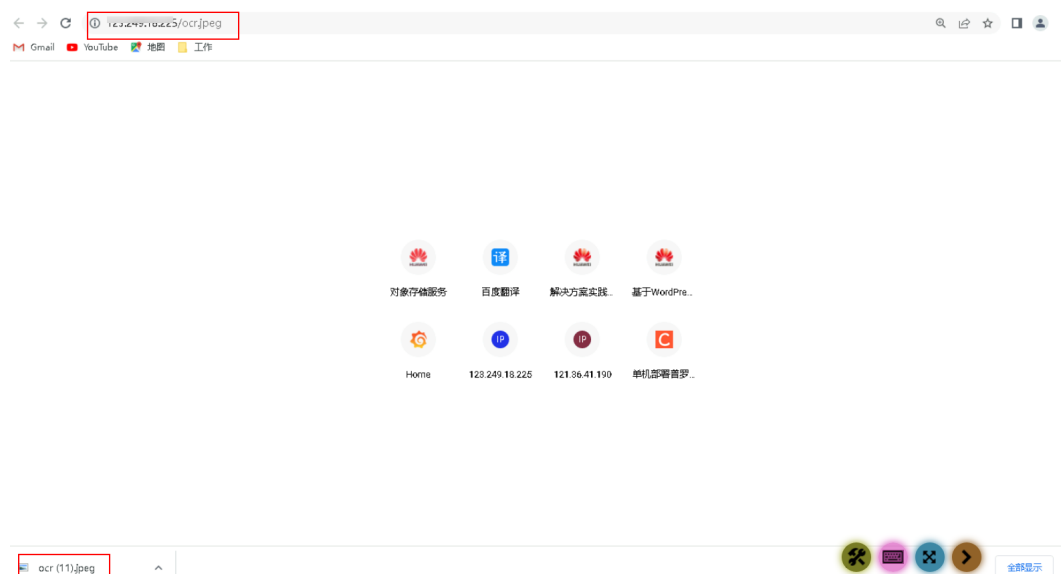 123.249.18.225/ocr.jpeg
Gmail YouTube 地图 工作
译
对象存储服务 百度翻译 解决方案实践... 基于WordPre...
IP IP C
Home 123.249.18.225 121.36.41.190 单机部署普罗...
ocr (11).jpeg
全部显示